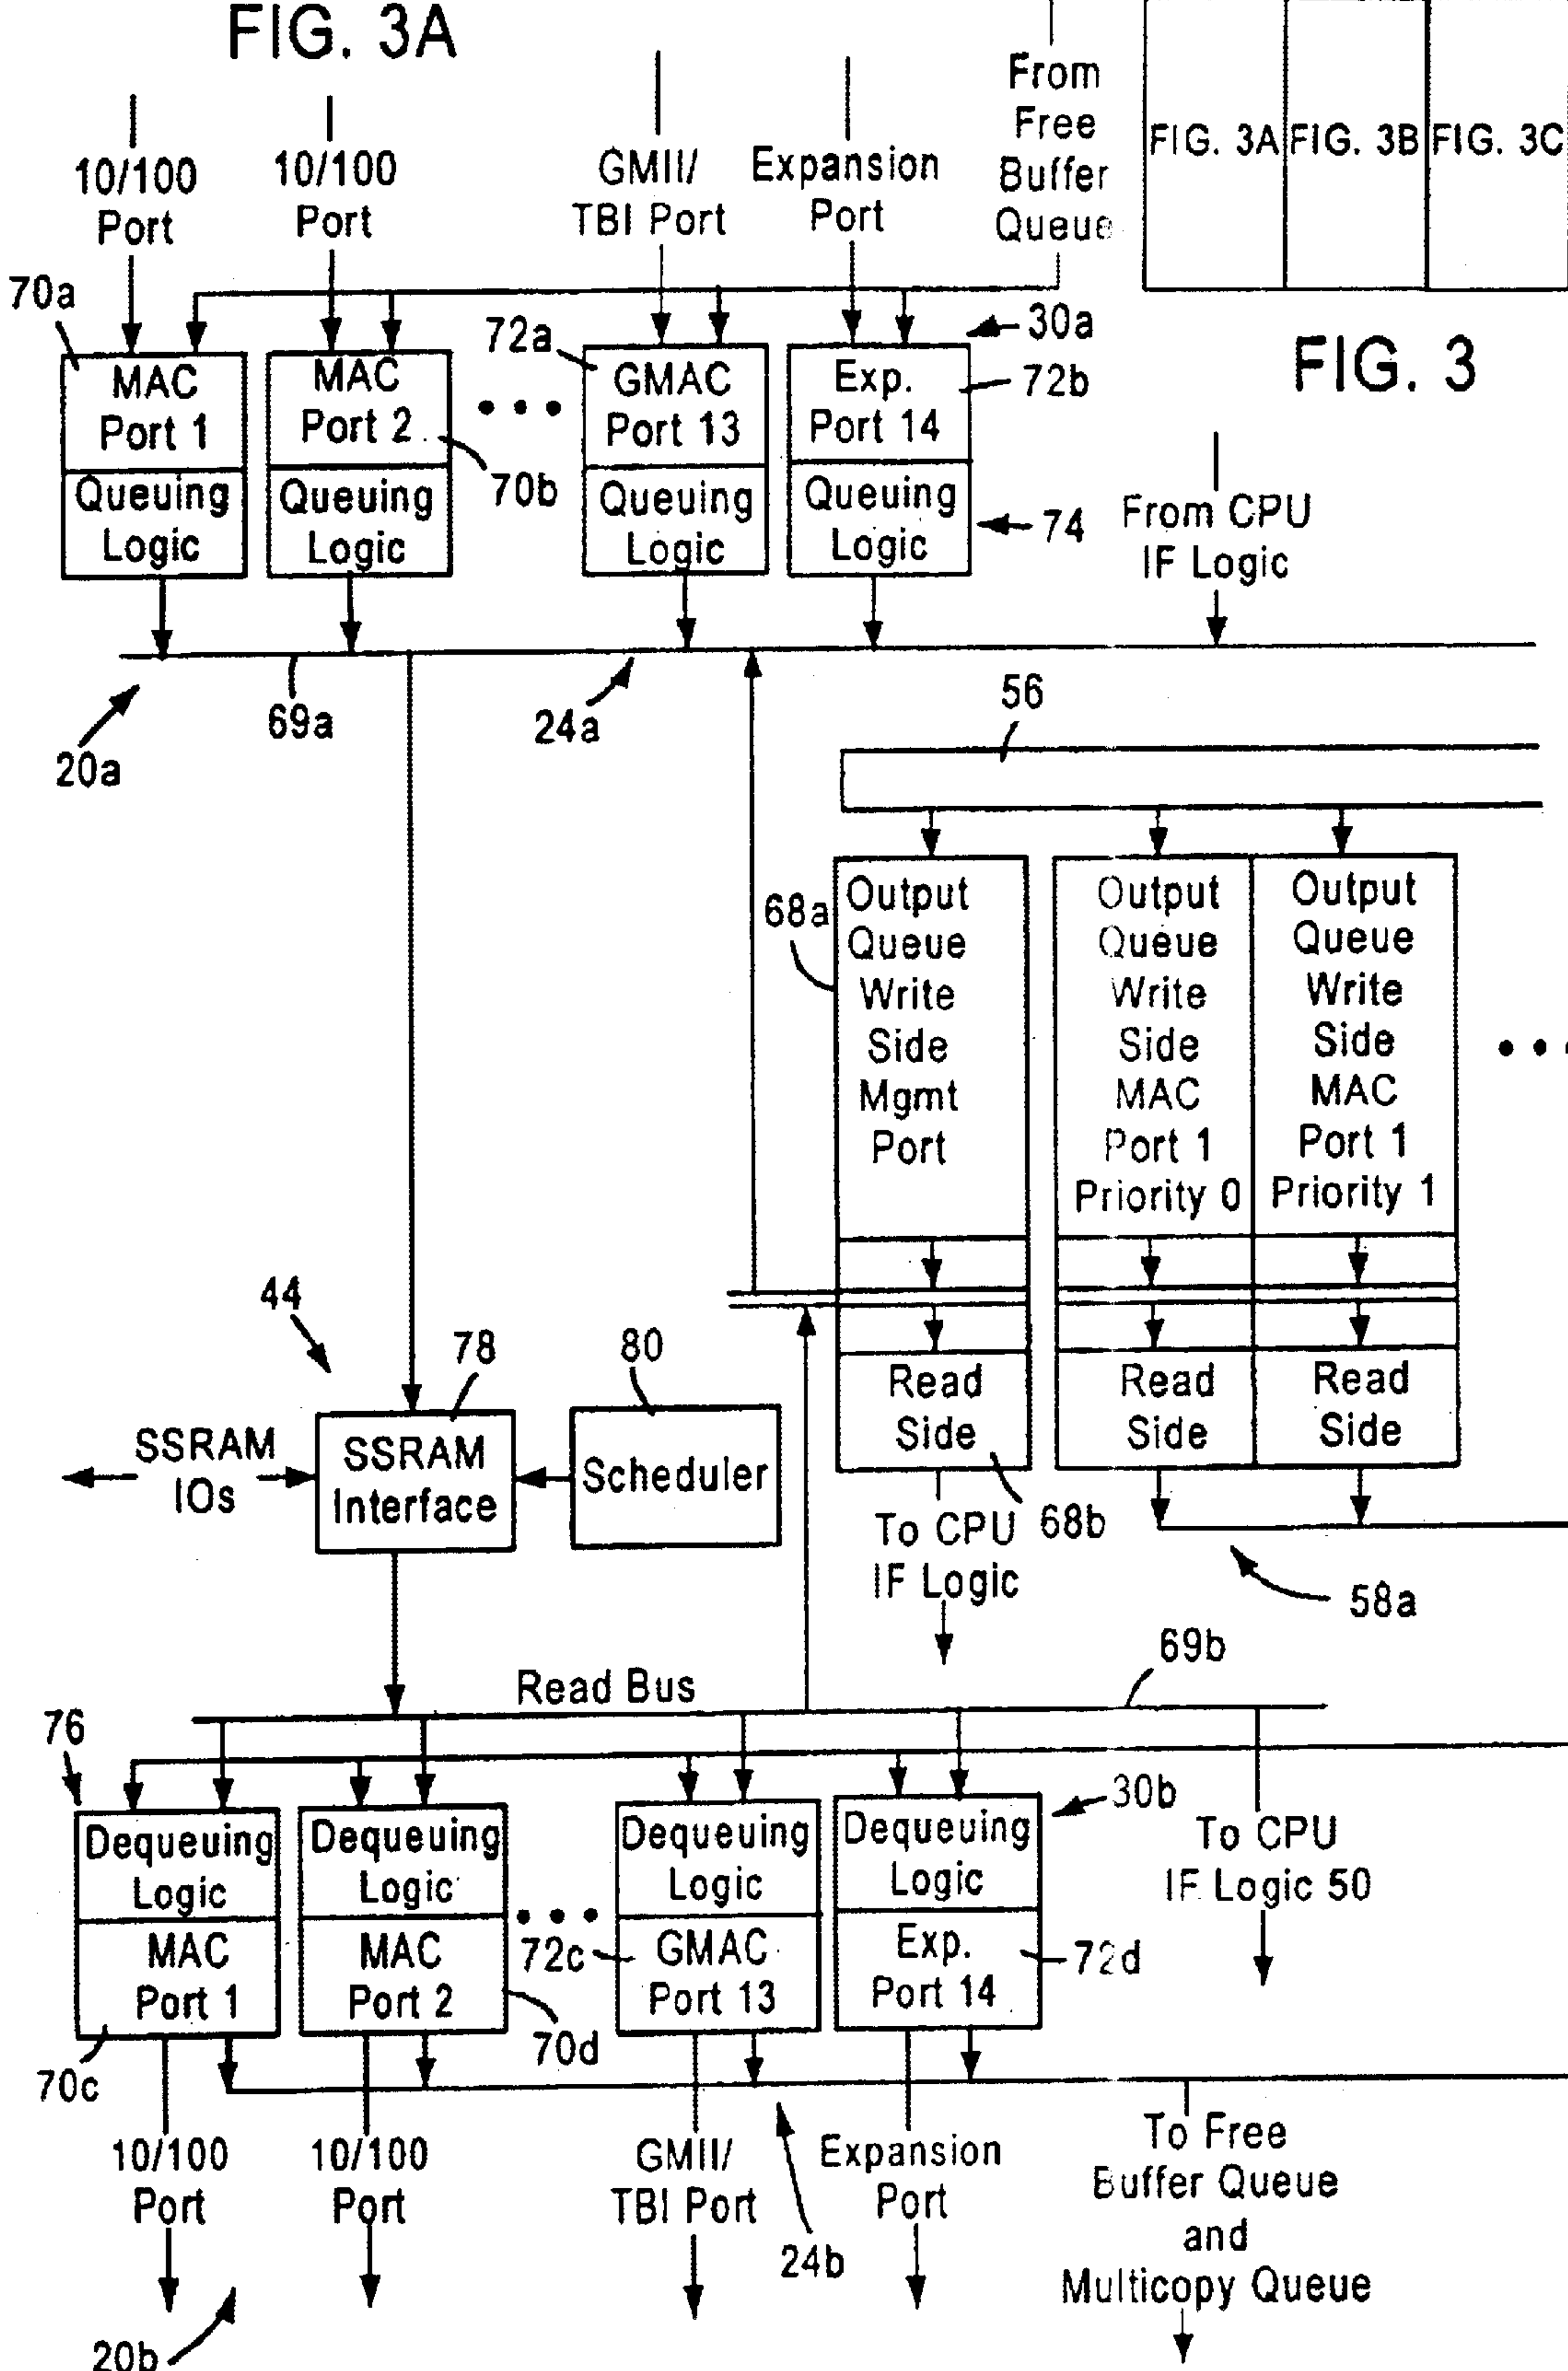 FIG. 3A
10/100
Port
10/100
Port
GMII/
TBI Port
Expansion
Port
From
Free
Buffer
Queue
FIG. 3A
FIG. 3B
FIG. 3C
FIG. 3
70a
MAC
Port 1
Queuing
Logic
MAC
Port 2
Queuing
Logic
70b
72a
GMAC
Port 13
Queuing
Logic
Exp.
Port 14
Queuing
Logic
30a
72b
74
From CPU
IF Logic
20a
69a
24a
56
68a
Output
Queue
Write
Side
Mgmt
Port
Output
Queue
Write
Side
MAC
Port 1
Priority 0
Output
Queue
Write
Side
MAC
Port 1
Priority 1
Read
Side
Read
Side
Read
Side
44
78
80
SSRAM
IOs
SSRAM
Interface
Scheduler
To CPU
IF Logic
68b
58a
Read Bus
69b
76
Dequeuing
Logic
MAC
Port 1
Dequeuing
Logic
MAC
Port 2
Dequeuing
Logic
GMAC
Port 13
Dequeuing
Logic
Exp.
Port 14
30b
72c
72d
To CPU
IF Logic 50
70c
70d
10/100
Port
10/100
Port
GMII/
TBI Port
Expansion
Port
24b
20b
To Free
Buffer Queue
and
Multicopy Queue